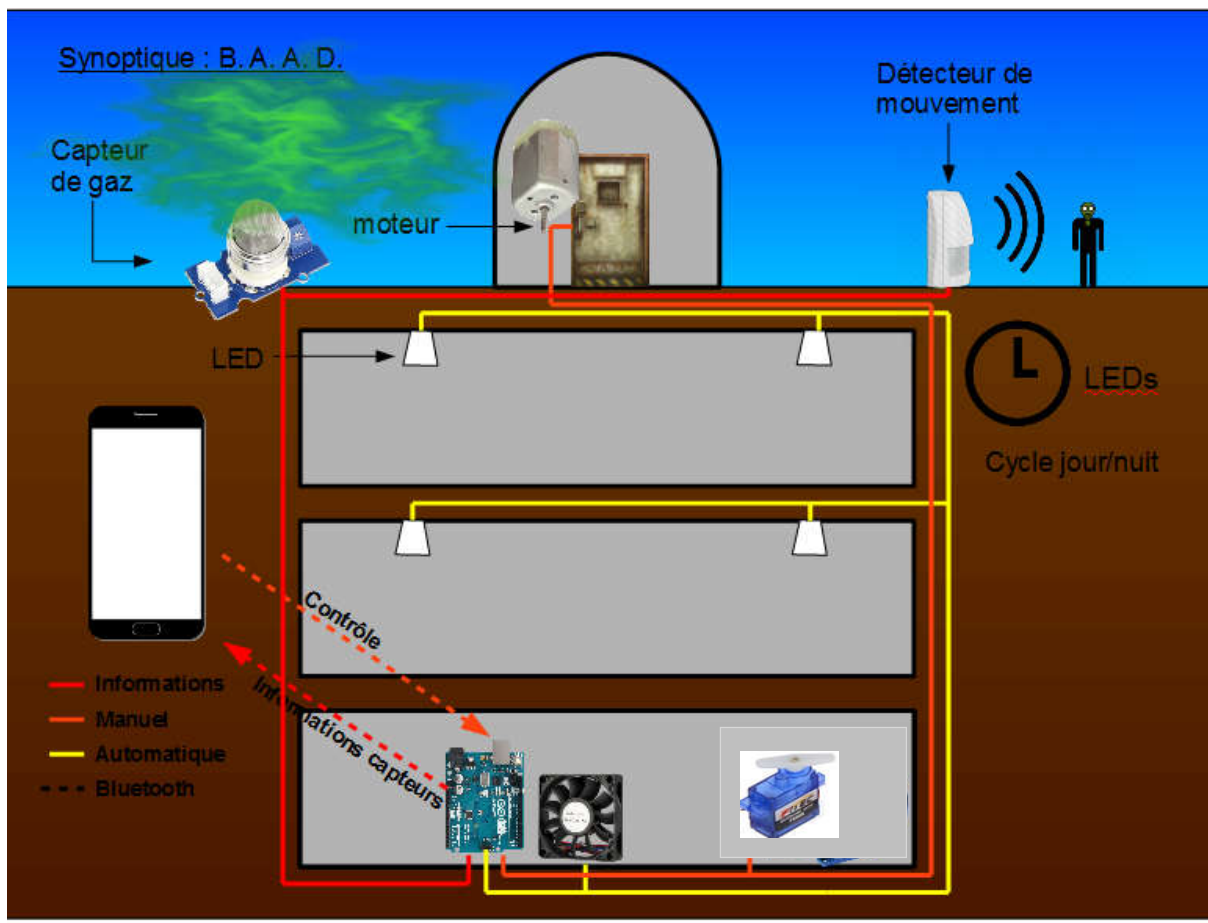 Synoptique : B. A. A. D.
Détecteur de
mouvement
Capteur
de gaz
moteur
LED
LEDs
Cycle jour/nuit
Contrôle
Informations capteurs
Informations
Manuel
Automatique
Bluetooth